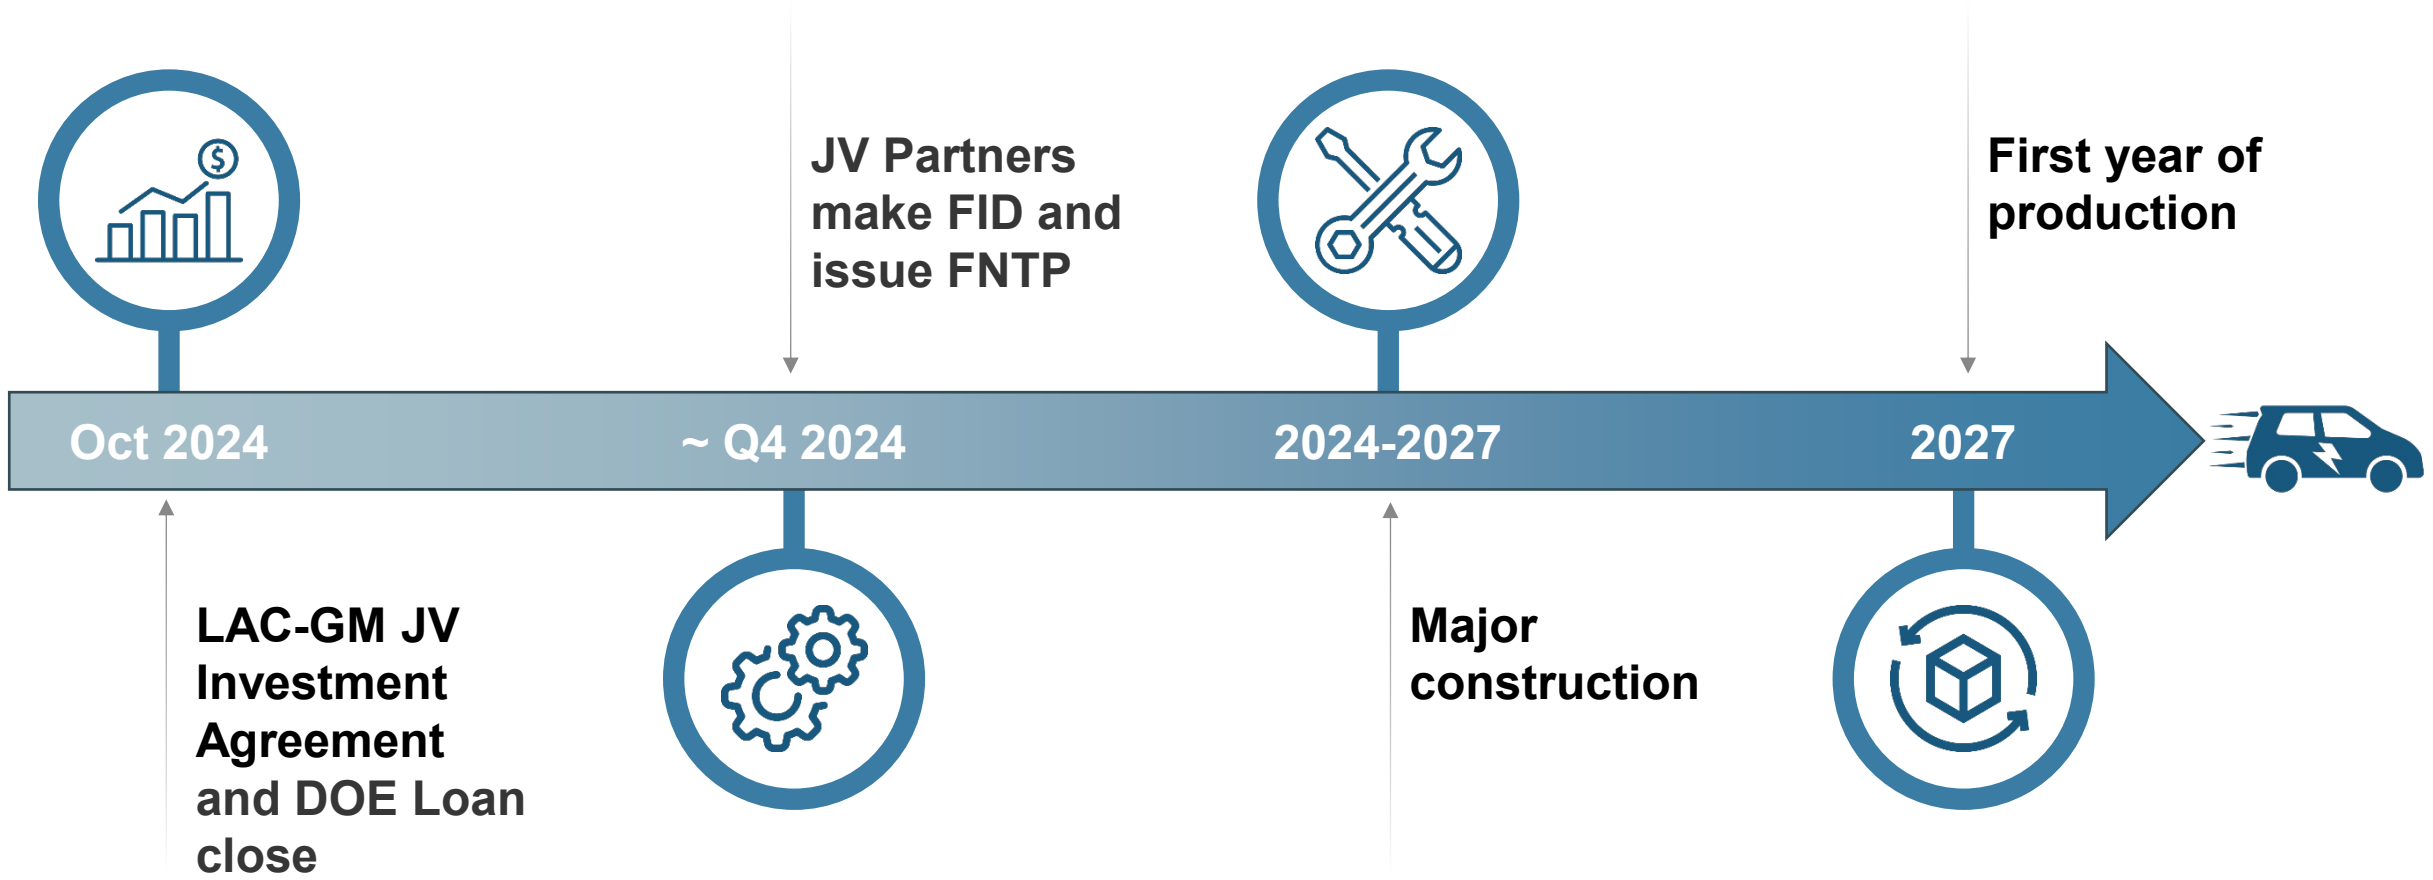 $
JV Partners
make FID and
issue FNTP
First year of
production
Oct 2024
~ Q4 2024
2024-2027
2027
LAC-GM JV
Investment
Agreement
and DOE Loan
close
Major
construction